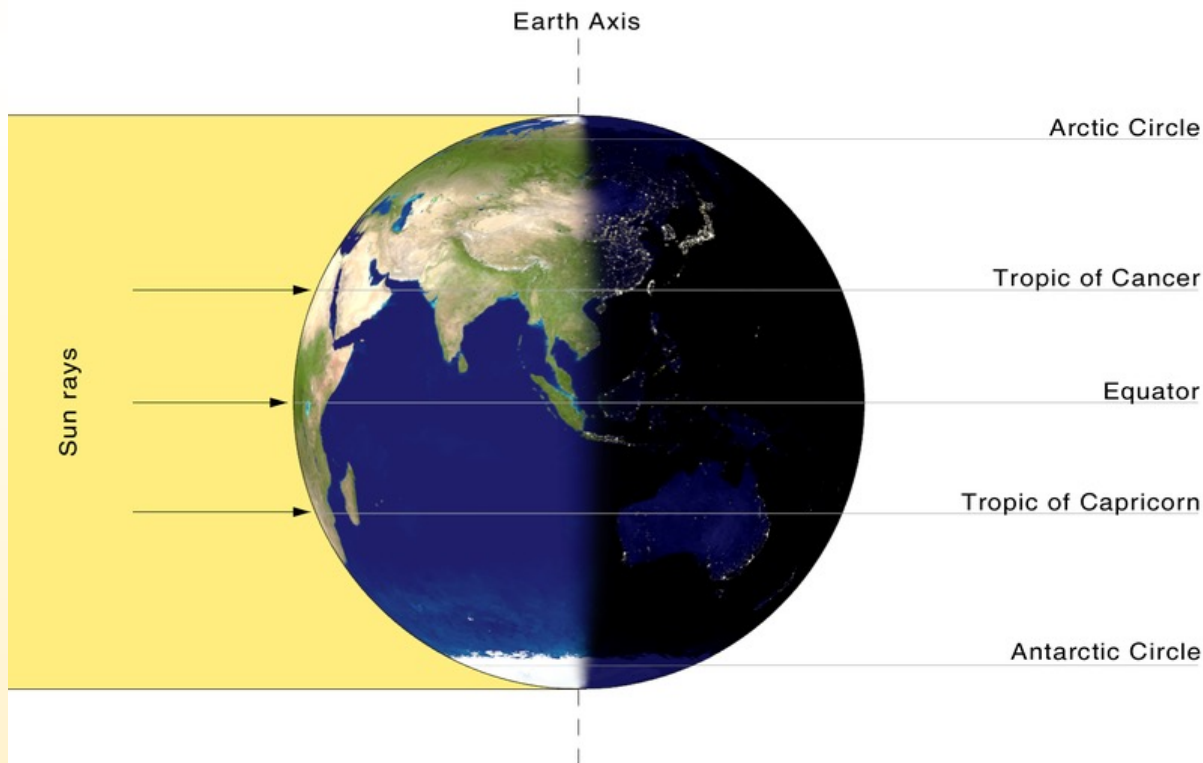 Earth Axis
Arctic Circle
Tropic of Cancer
Sun rays
Equator
Tropic of Capricorn
Antarctic Circle